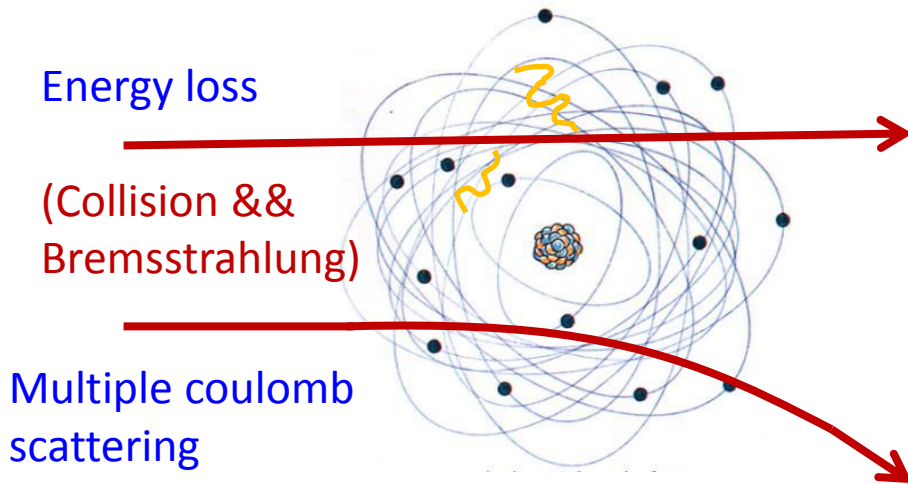 Energy loss
(Collision &&
Bremsstrahlung)
Multiple coulomb
scattering